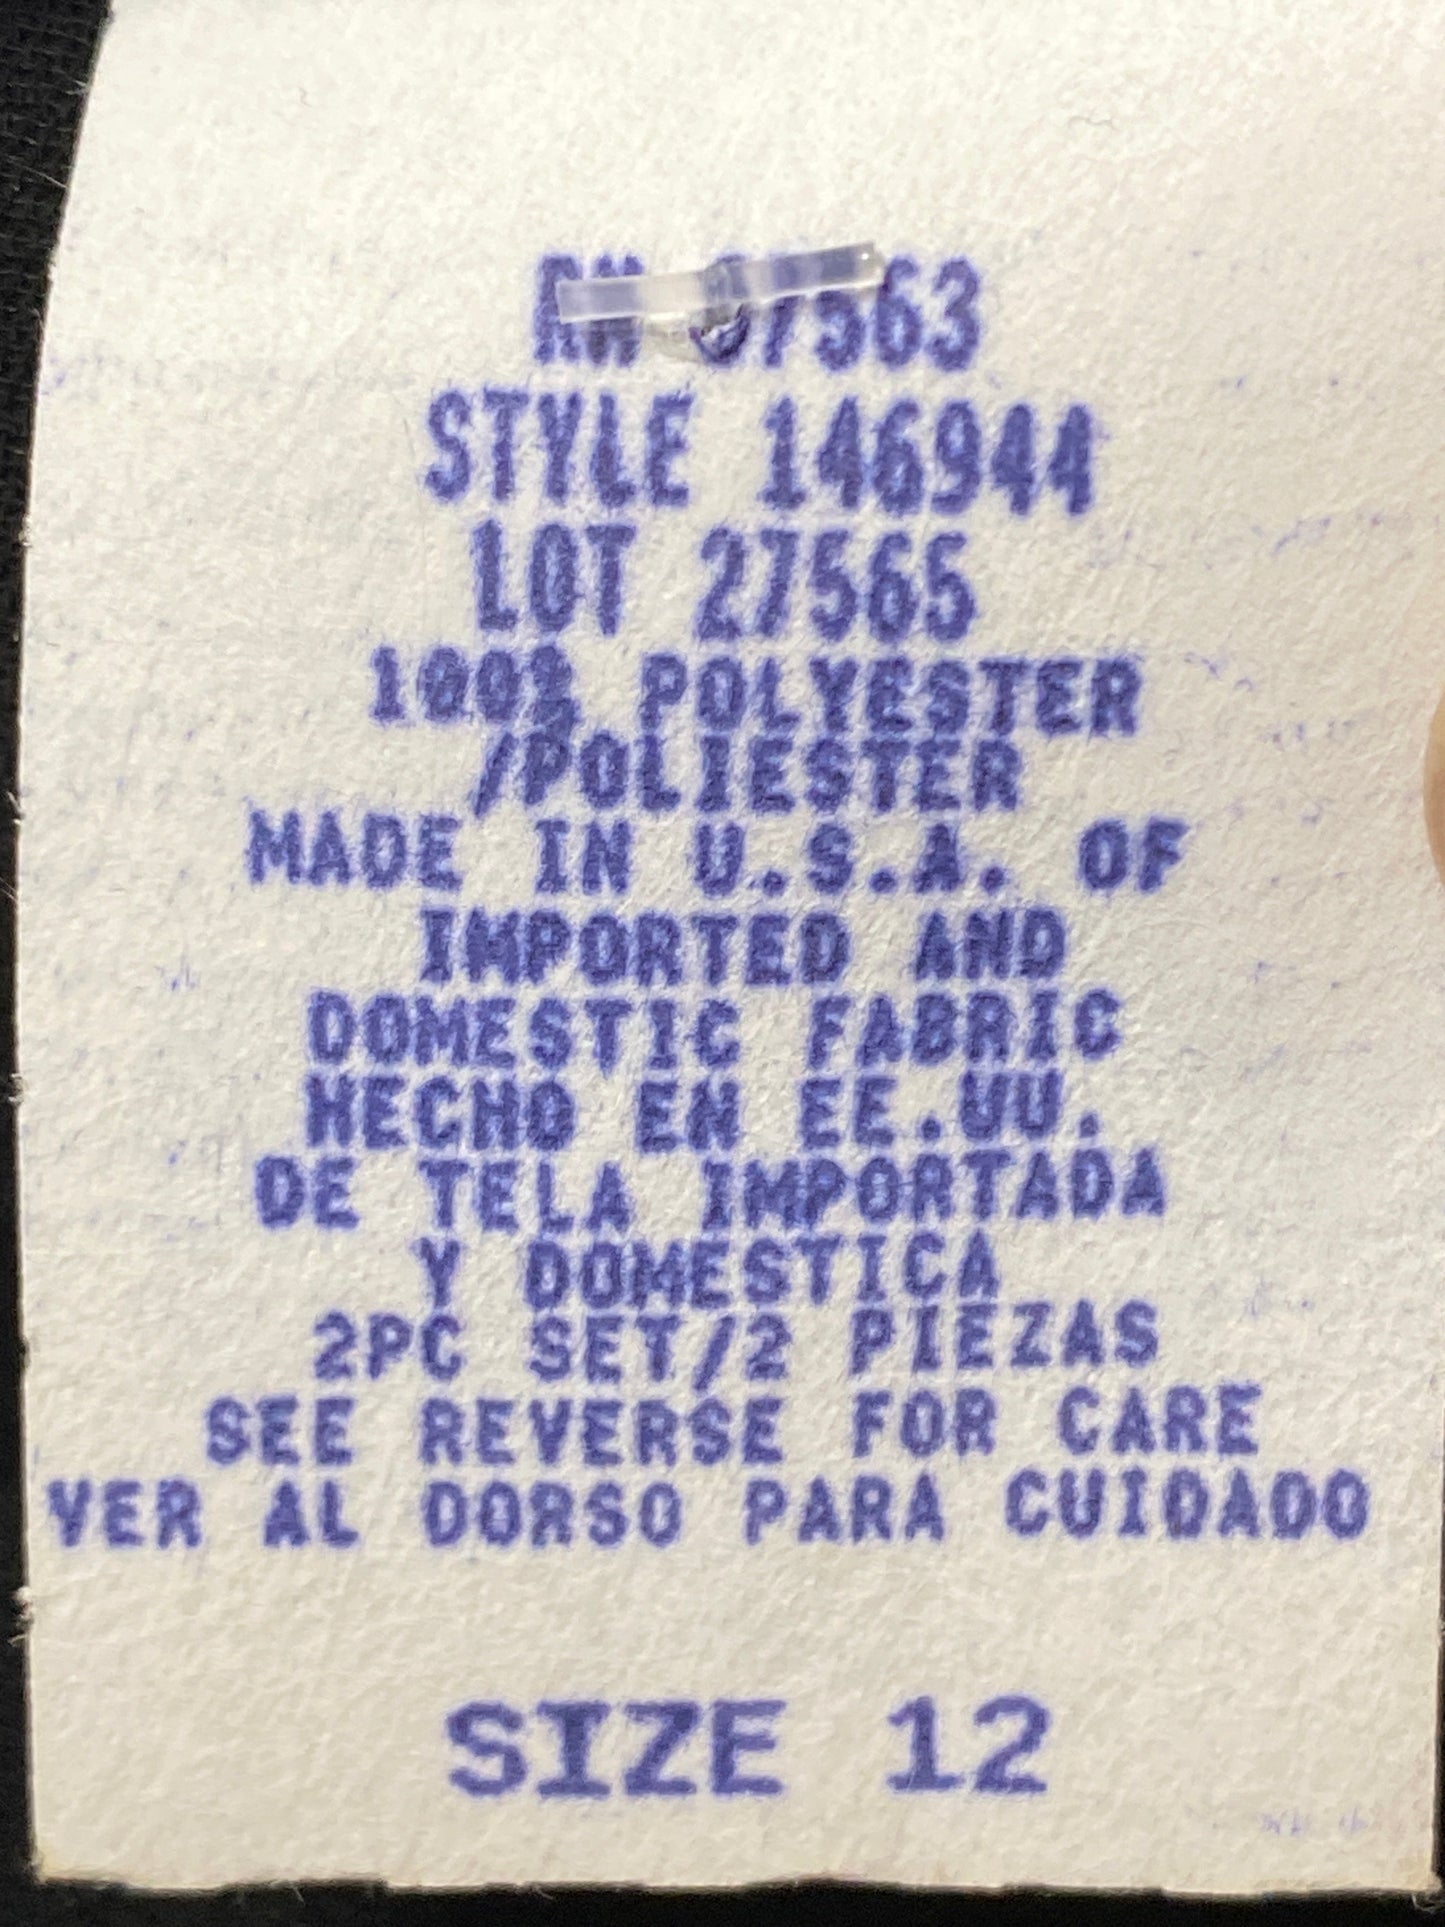 RN
STYLE 146944
LOT 27565
100% POLYESTER
/POLIESTER
MADE IN U.S.A. OF
IMPORTED AND
DOMESTIC FABRIC
HECHO EN EE.UU.
DE TELA IMPORTADA
Y DOMESTICA
2PC SET/2 PIEZAS
SEE REVERSE FOR CARE
VER AL DORSO PARA CUIDADO
SIZE 12